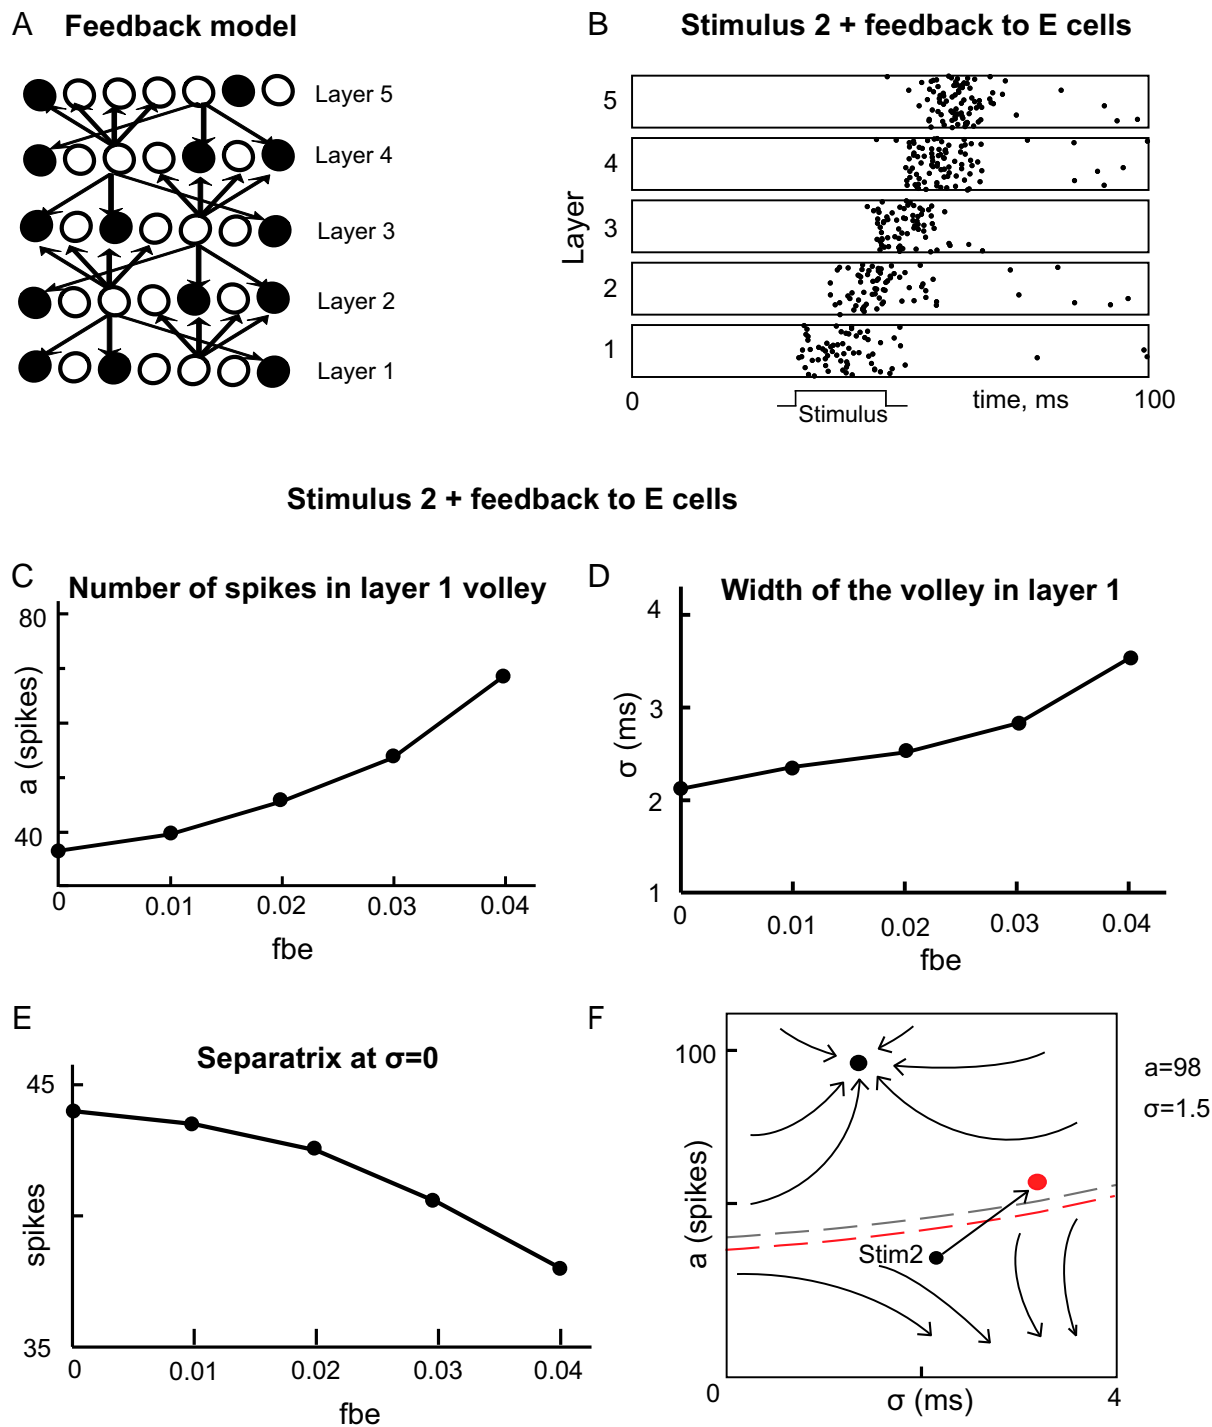 A Feedback model
Layer 5
Layer 4
Layer 3
Layer 2
Layer 1
B Stimulus 2 + feedback to E cells
Layer
5
4
3
2
1
0
Stimulus
time, ms
100
Stimulus 2 + feedback to E cells
C Number of spikes in layer 1 volley
a (spikes)
80
40
0 0.01 0.02 0.03 0.04
fbe
D Width of the volley in layer 1
σ (ms)
4
3
2
1
0 0.01 0.02 0.03 0.04
fbe
E Separatrix at σ=0
spikes
45
35
0 0.01 0.02 0.03 0.04
fbe
F
a (spikes)
100
a=98
σ=1.5
Stim2
0 σ (ms) 4